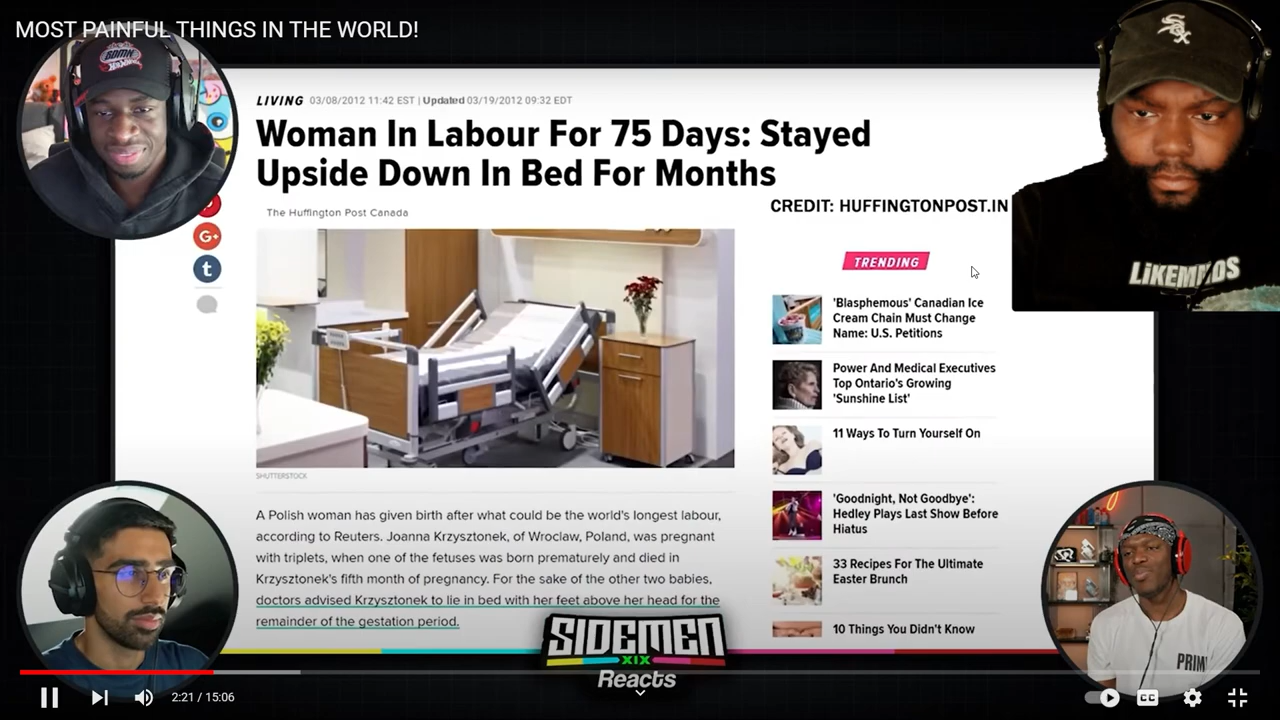 MOST PAINFUL THINGS IN THE WORLD!
LIVING 03/08/2012 11:42 EST | Updated 03/19/2012 09:32 EDT
Woman In Labour For 75 Days: Stayed
Upside Down In Bed For Months
The Huffington Post Canada
CREDIT: HUFFINGTONPOST.IN
G+
t
SHUTTERSTOCK
A Polish woman has given birth after what could be the world's longest labour,
according to Reuters. Joanna Krzysztonek, of Wroclaw, Poland, was pregnant
with triplets, when one of the fetuses was born prematurely and died in
Krzysztonek's fifth month of pregnancy. For the sake of the other two babies,
doctors advised Krzysztonek to lie in bed with her feet above her head for the
remainder of the gestation period.
TRENDING
'Blasphemous' Canadian Ice
Cream Chain Must Change
Name: U.S. Petitions
Power And Medical Executives
Top Ontario's Growing
'Sunshine List'
11 Ways To Turn Yourself On
'Goodnight, Not Goodbye':
Hedley Plays Last Show Before
Hiatus
33 Recipes For The Ultimate
Easter Brunch
10 Things You Didn't Know
Sox
SDMN
SIDEMEN
XIX
Reacts
PRIM
2:21 / 15:06
CC